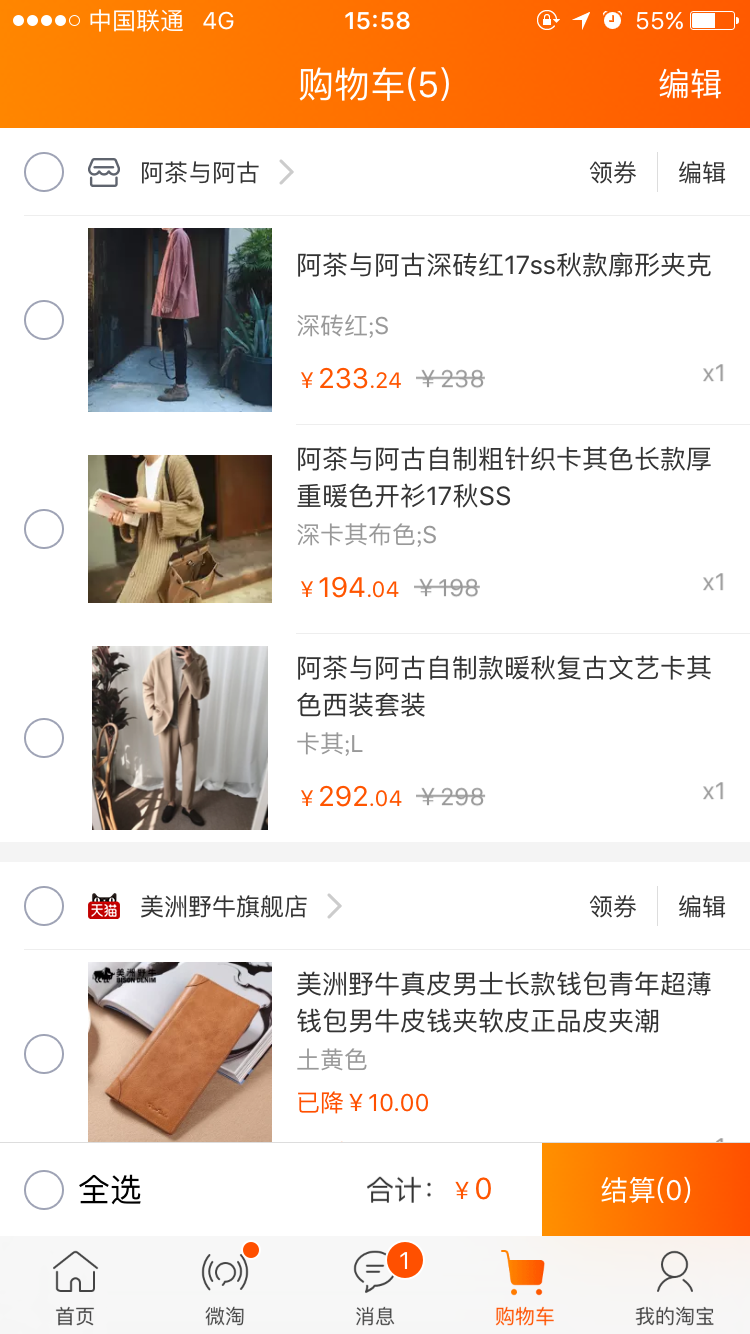 中国联通 4G 15:58 55%
购物车(5) 编辑
阿茶与阿古 领券 编辑
阿茶与阿古深砖红17ss秋款廓形夹克
深砖红;S
¥233.24 ¥238 x1
阿茶与阿古自制粗针织卡其色长款厚
重暖色开衫17秋SS
深卡其布色;S
¥194.04 ¥198 x1
阿茶与阿古自制款暖秋复古文艺卡其
色西装套装
卡其;L
¥292.04 ¥298 x1
天猫 美洲野牛旗舰店 领券 编辑
美洲野牛
BISON DENIM
美洲野牛真皮男士长款钱包青年超薄
钱包男牛皮钱夹软皮正品皮夹潮
土黄色
已降¥10.00
全选 合计: ¥0 结算(0)
1
首页 微淘 消息 购物车 我的淘宝